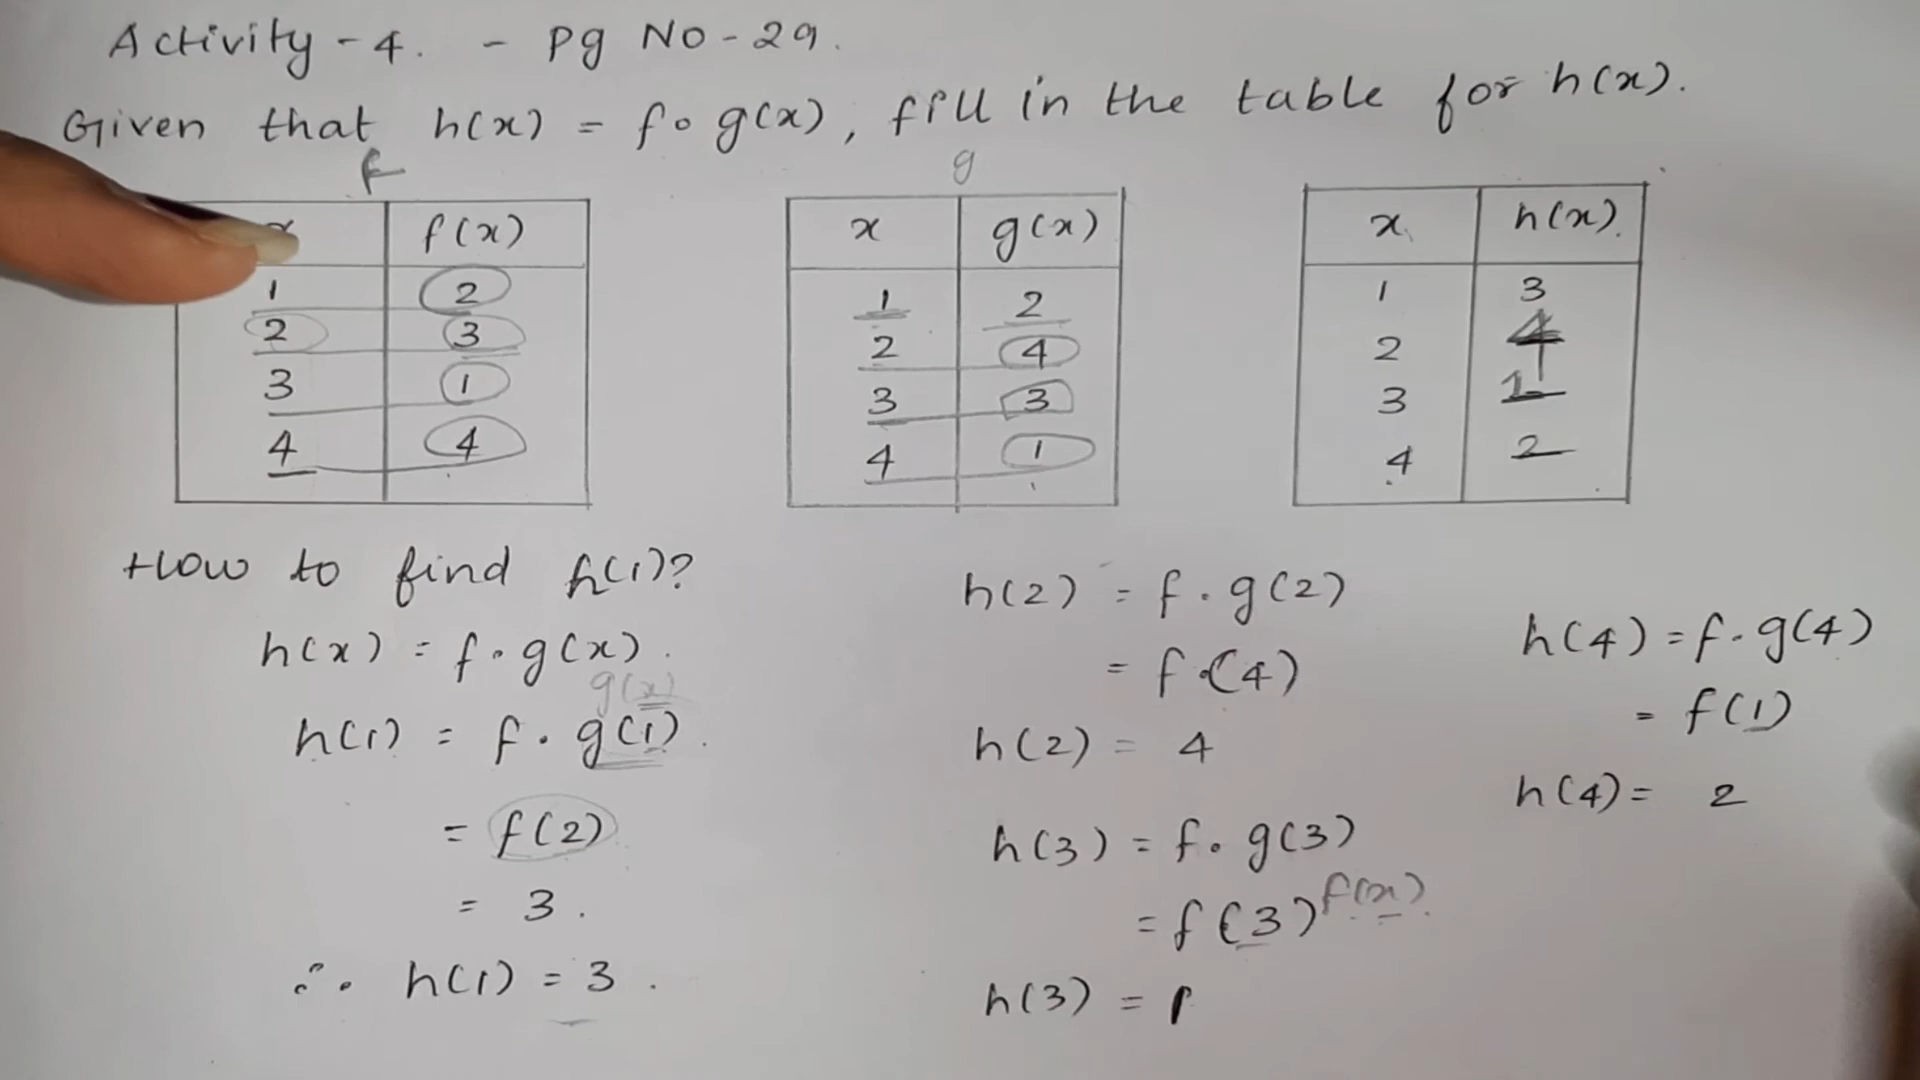 Activity - 4. - Pg No - 29.
Given that h(x) = f∘g(x), fill in the table for h(x).
f
x f(x)
1 2
2 3
3 1
4 4
g
x g(x)
1 2
2 4
3 3
4 1
x h(x).
1 3
2 4
3 1
4 2
How to find h(1)?
h(x) = f∘g(x).
g(x)
h(1) = f∘g(1).
= f(2)
= 3.
∴ h(1) = 3.
h(2) = f∘g(2)
= f(4)
h(2) = 4
h(3) = f∘g(3)
= f(3) f(x)
h(3) = 1
h(4) = f∘g(4)
= f(1)
h(4) = 2